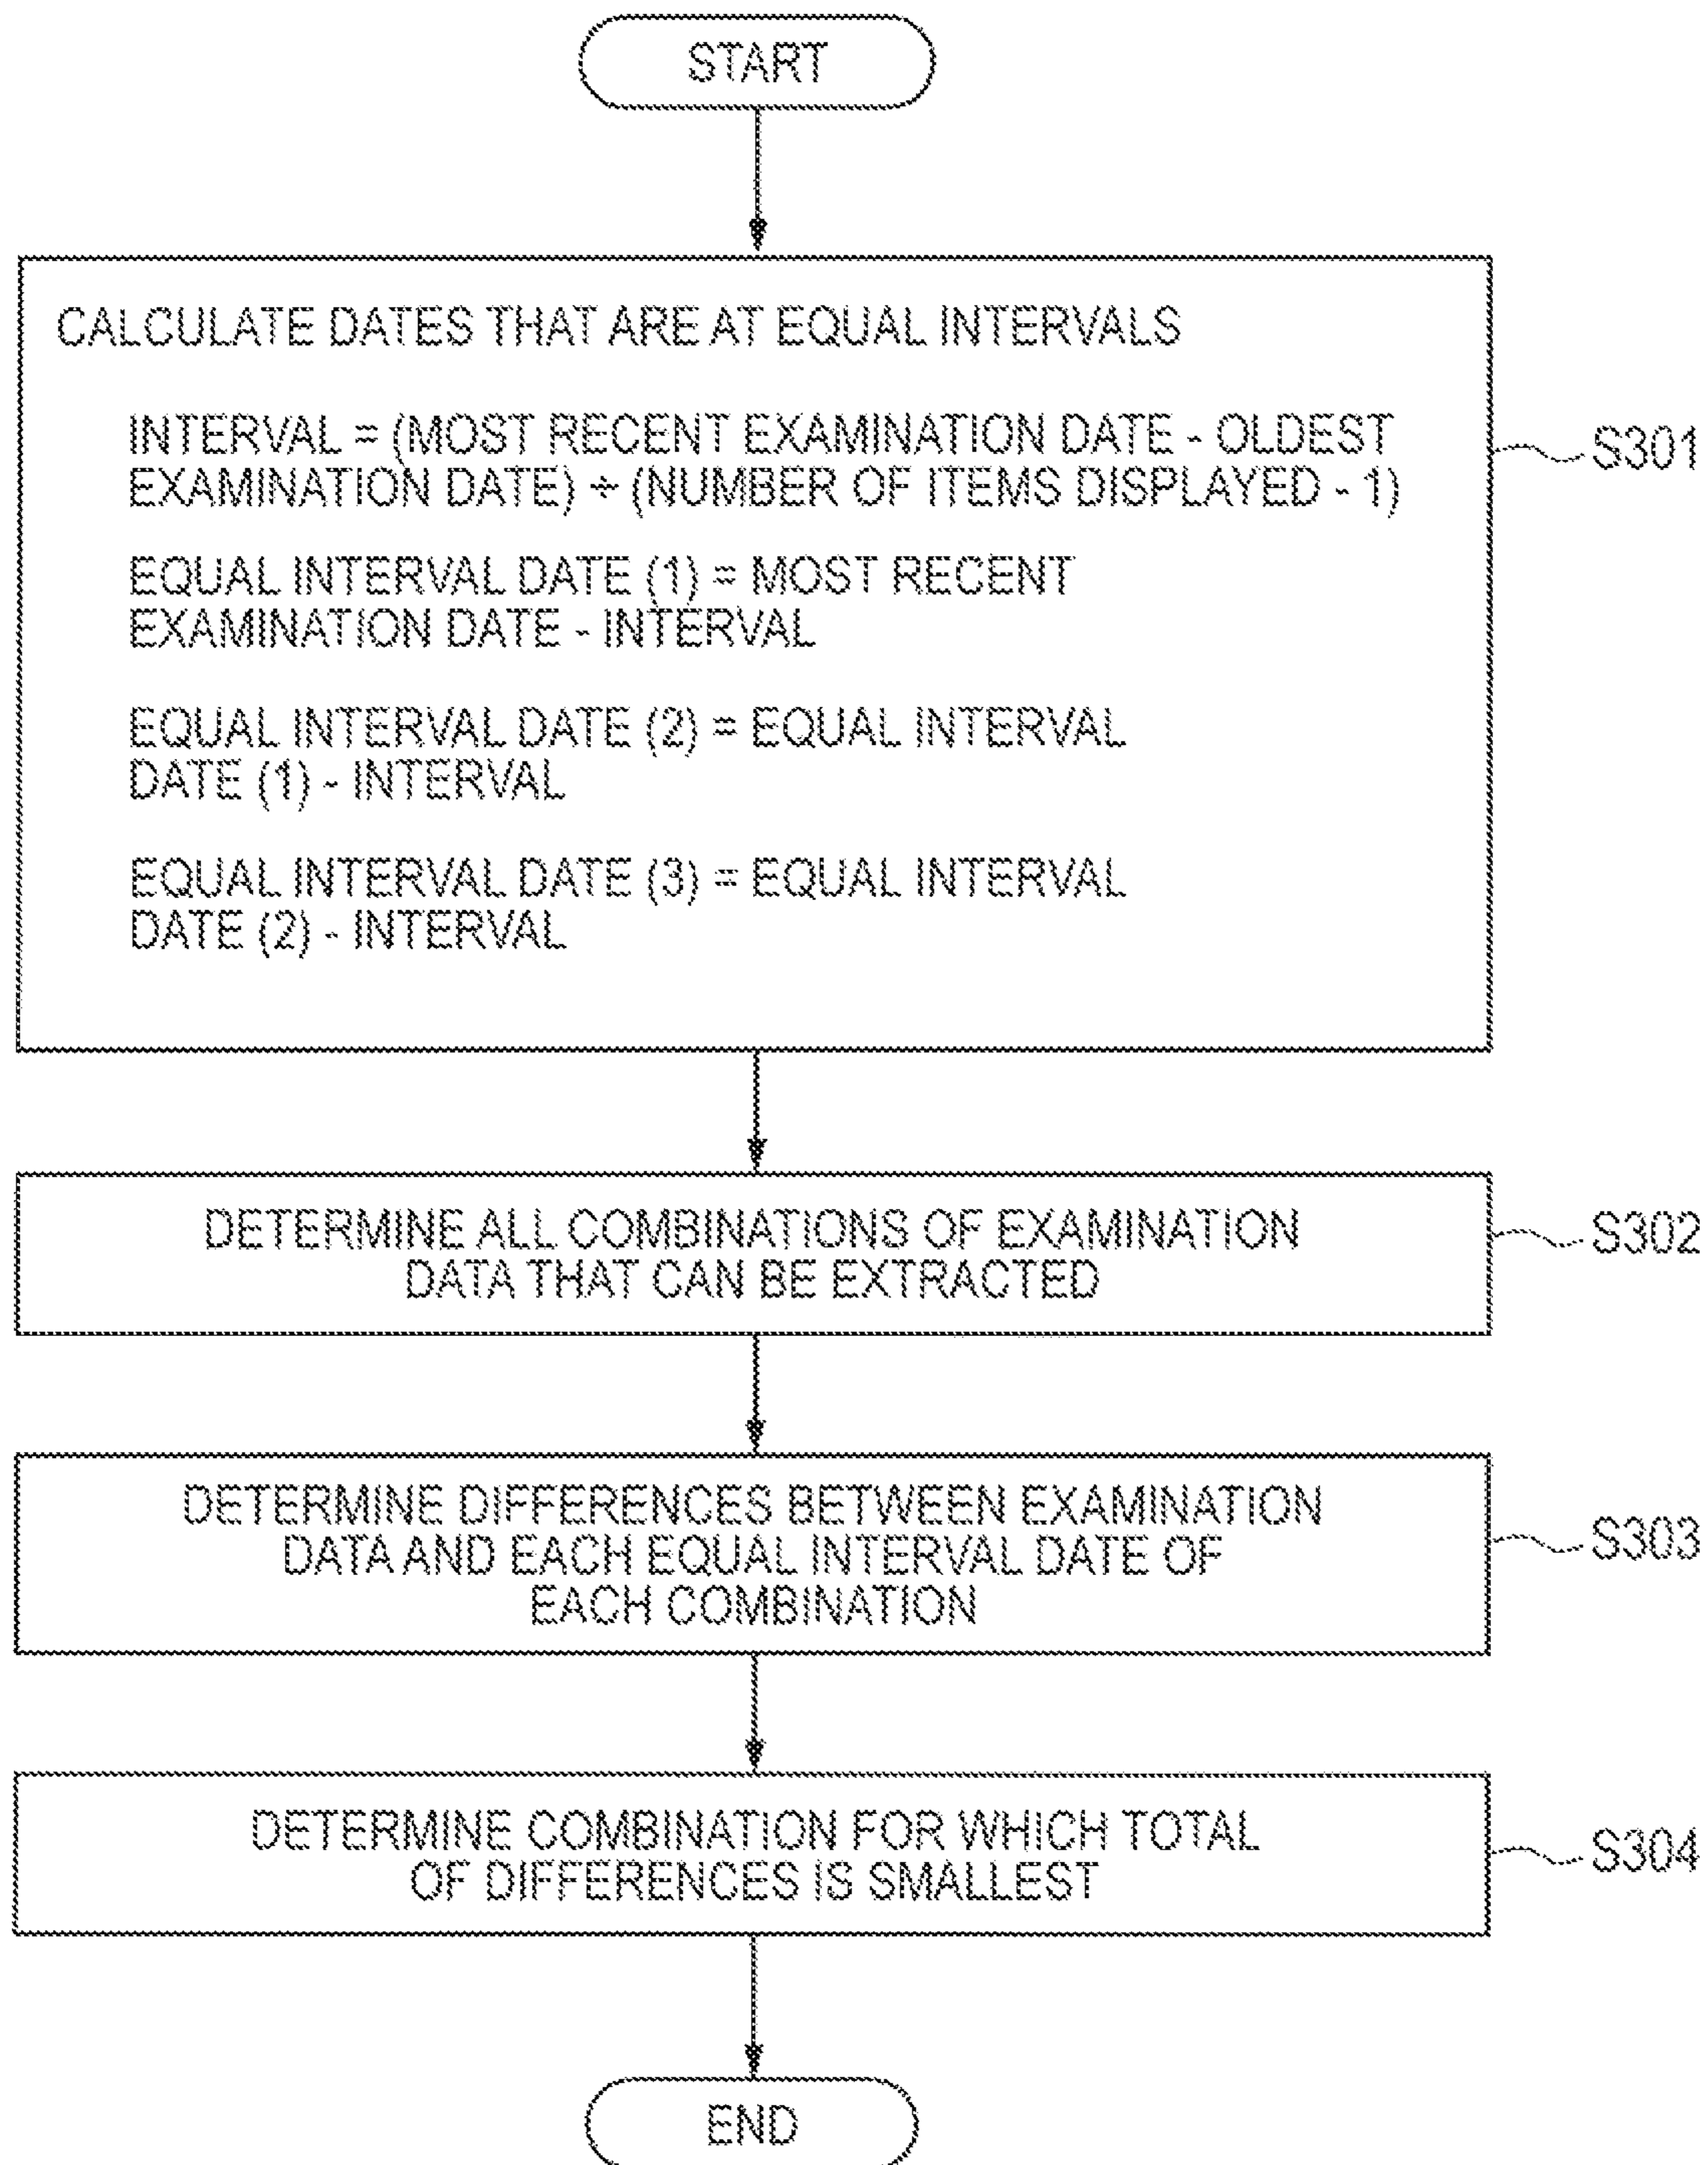 START
CALCULATE DATES THAT ARE AT EQUAL INTERVALS
INTERVAL = (MOST RECENT EXAMINATION DATE - OLDEST
EXAMINATION DATE) ÷ (NUMBER OF ITEMS DISPLAYED - 1)
S301
EQUAL INTERVAL DATE (1) = MOST RECENT
EXAMINATION DATE - INTERVAL
EQUAL INTERVAL DATE (2) = EQUAL INTERVAL
DATE (1) - INTERVAL
EQUAL INTERVAL DATE (3) = EQUAL INTERVAL
DATE (2) - INTERVAL
DETERMINE ALL COMBINATIONS OF EXAMINATION
DATA THAT CAN BE EXTRACTED
S302
DETERMINE DIFFERENCES BETWEEN EXAMINATION
DATA AND EACH EQUAL INTERVAL DATE OF
EACH COMBINATION
S303
DETERMINE COMBINATION FOR WHICH TOTAL
OF DIFFERENCES IS SMALLEST
S304
END